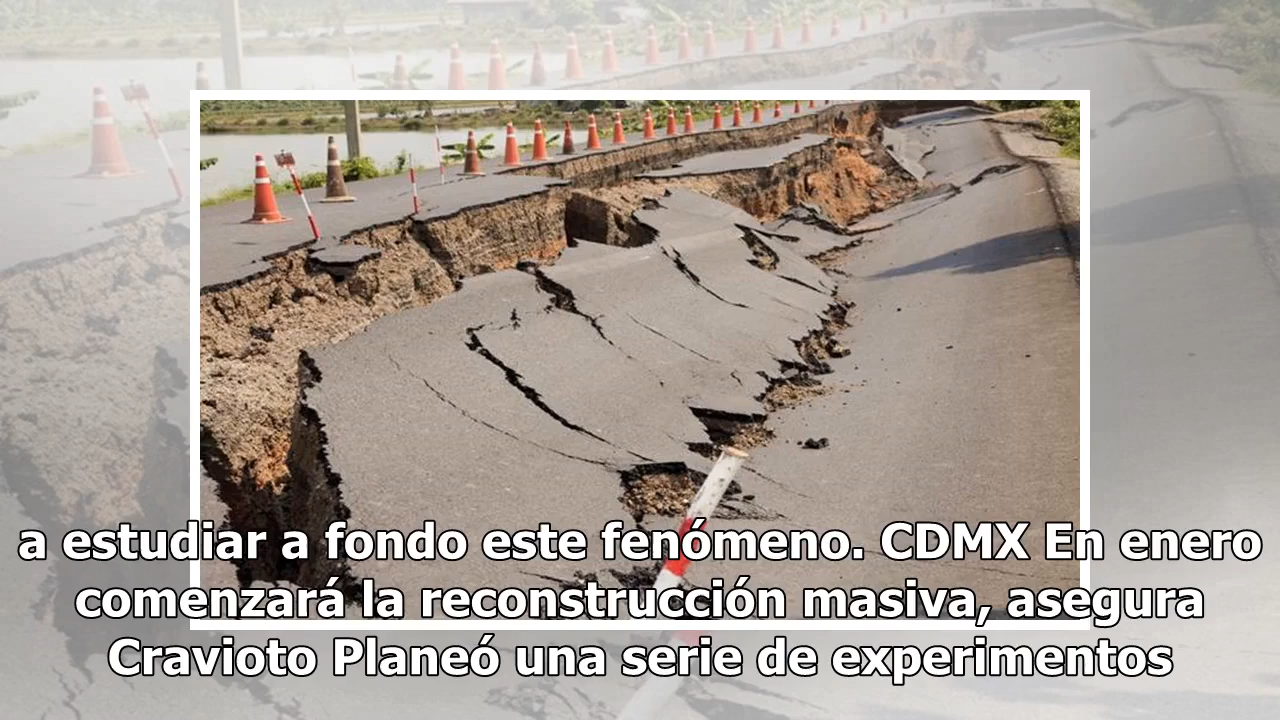 a estudiar a fondo este fenómeno. CDMX En enero
comenzará la reconstrucción masiva, asegura
Cravioto Planeó una serie de experimentos